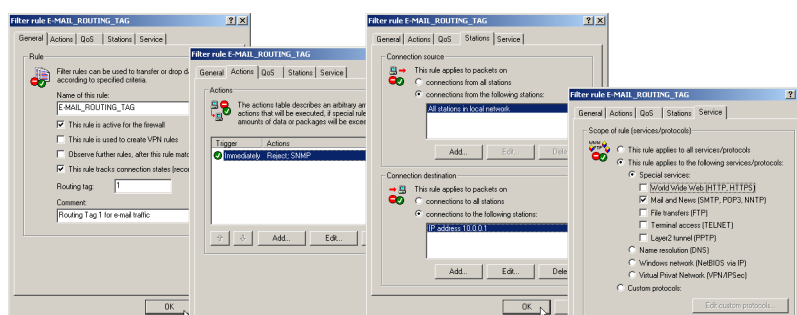 Filter rule E-MAIL_ROUTING_TAG
General Actions QoS Stations Service
Rule
Filter rules can be used to transfer or drop d
according to specified criteria.
Name of this rule:
E-MAIL_ROUTING_TAG
This rule is active for the firewall
This rule is used to create VPN rules
Observe further rules, after this rule matc
This rule tracks connection states (recor
Routing tag: 1
Comment:
Routing Tag 1 for e-mail traffic
OK
Filter rule E-MAIL_ROUTING_TAG
General Actions QoS Stations Service
Actions
The actions table describes an arbitrary am
actions that will be executed, if special rule
amounts of data or packages will be excee
Trigger Actions
Immediately Reject; SNMP
Add... Edit...
Filter rule E-MAIL_ROUTING_TAG
General Actions QoS Stations Service
Connection source
This rule applies to packets on
connections from all stations
connections from the following stations:
All stations in local network
Add... Edit... Dele
Connection destination
This rule applies to packets on
connections to all stations
connections to the following stations:
IP address 10.0.0.1
Add... Edit... Dele
OK
Filter rule E-MAIL_ROUTING_TAG
General Actions QoS Stations Service
Scope of rule (services/protocols)
This rule applies to all services/protocols
This rule applies to the following services/protocols:
Special services:
World Wide Web (HTTP, HTTPS)
Mail and News (SMTP, POP3, NNTP)
File transfers (FTP)
Terminal access (TELNET)
Layer2 tunnel (PPTP)
Name resolution (DNS)
Windows network (NetBIOS via IP)
Virtual Privat Network (VPN/IPSec)
Custom protocols:
Edit custom protocols...